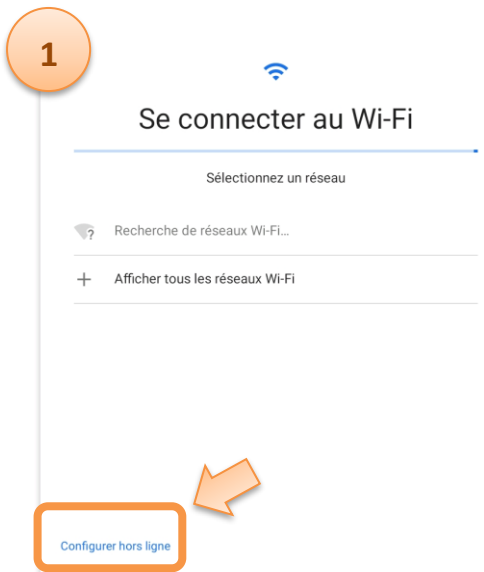 1
Se connecter au Wi-Fi
Sélectionnez un réseau
Recherche de réseaux Wi-Fi...
Afficher tous les réseaux Wi-Fi
Configurer hors ligne